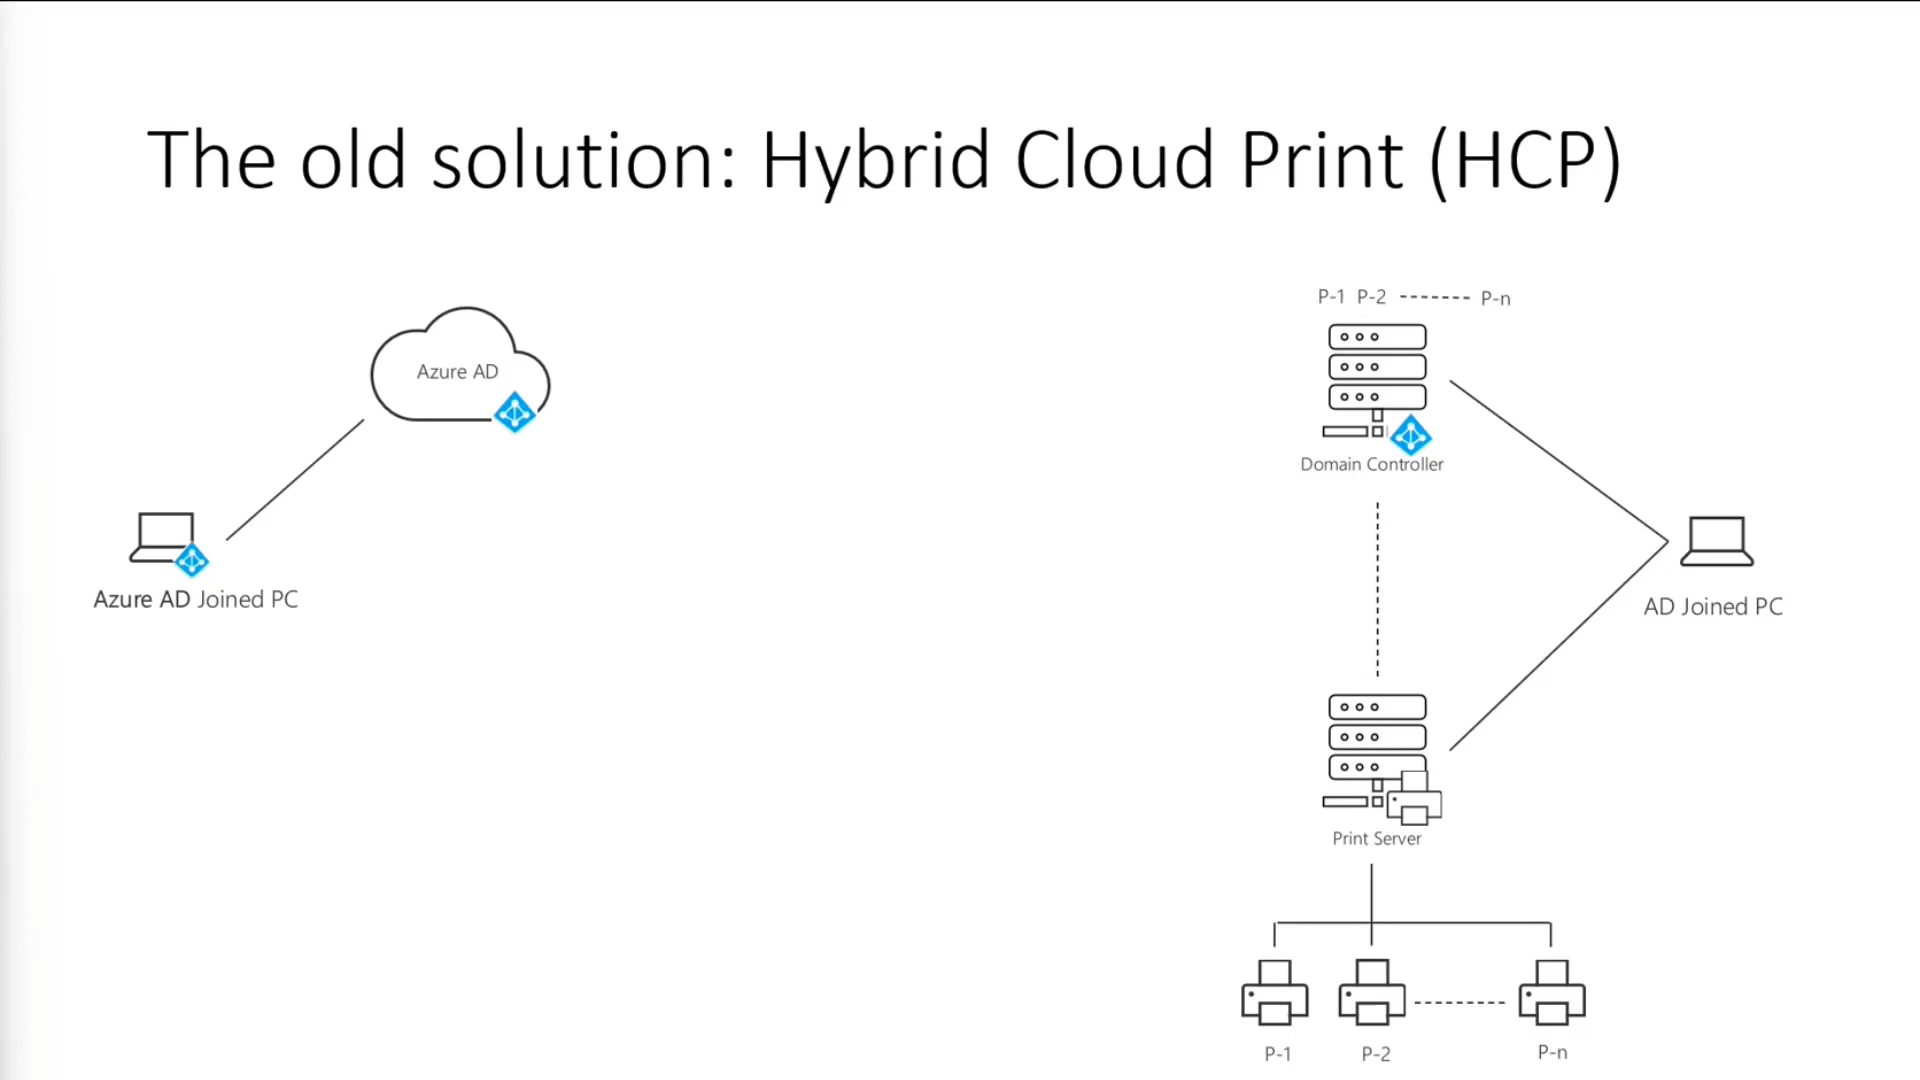 The old solution: Hybrid Cloud Print (HCP)
P-1 P-2 P-n
Azure AD
Domain Controller
Azure AD Joined PC
AD Joined PC
Print Server
P-1 P-2 P-n